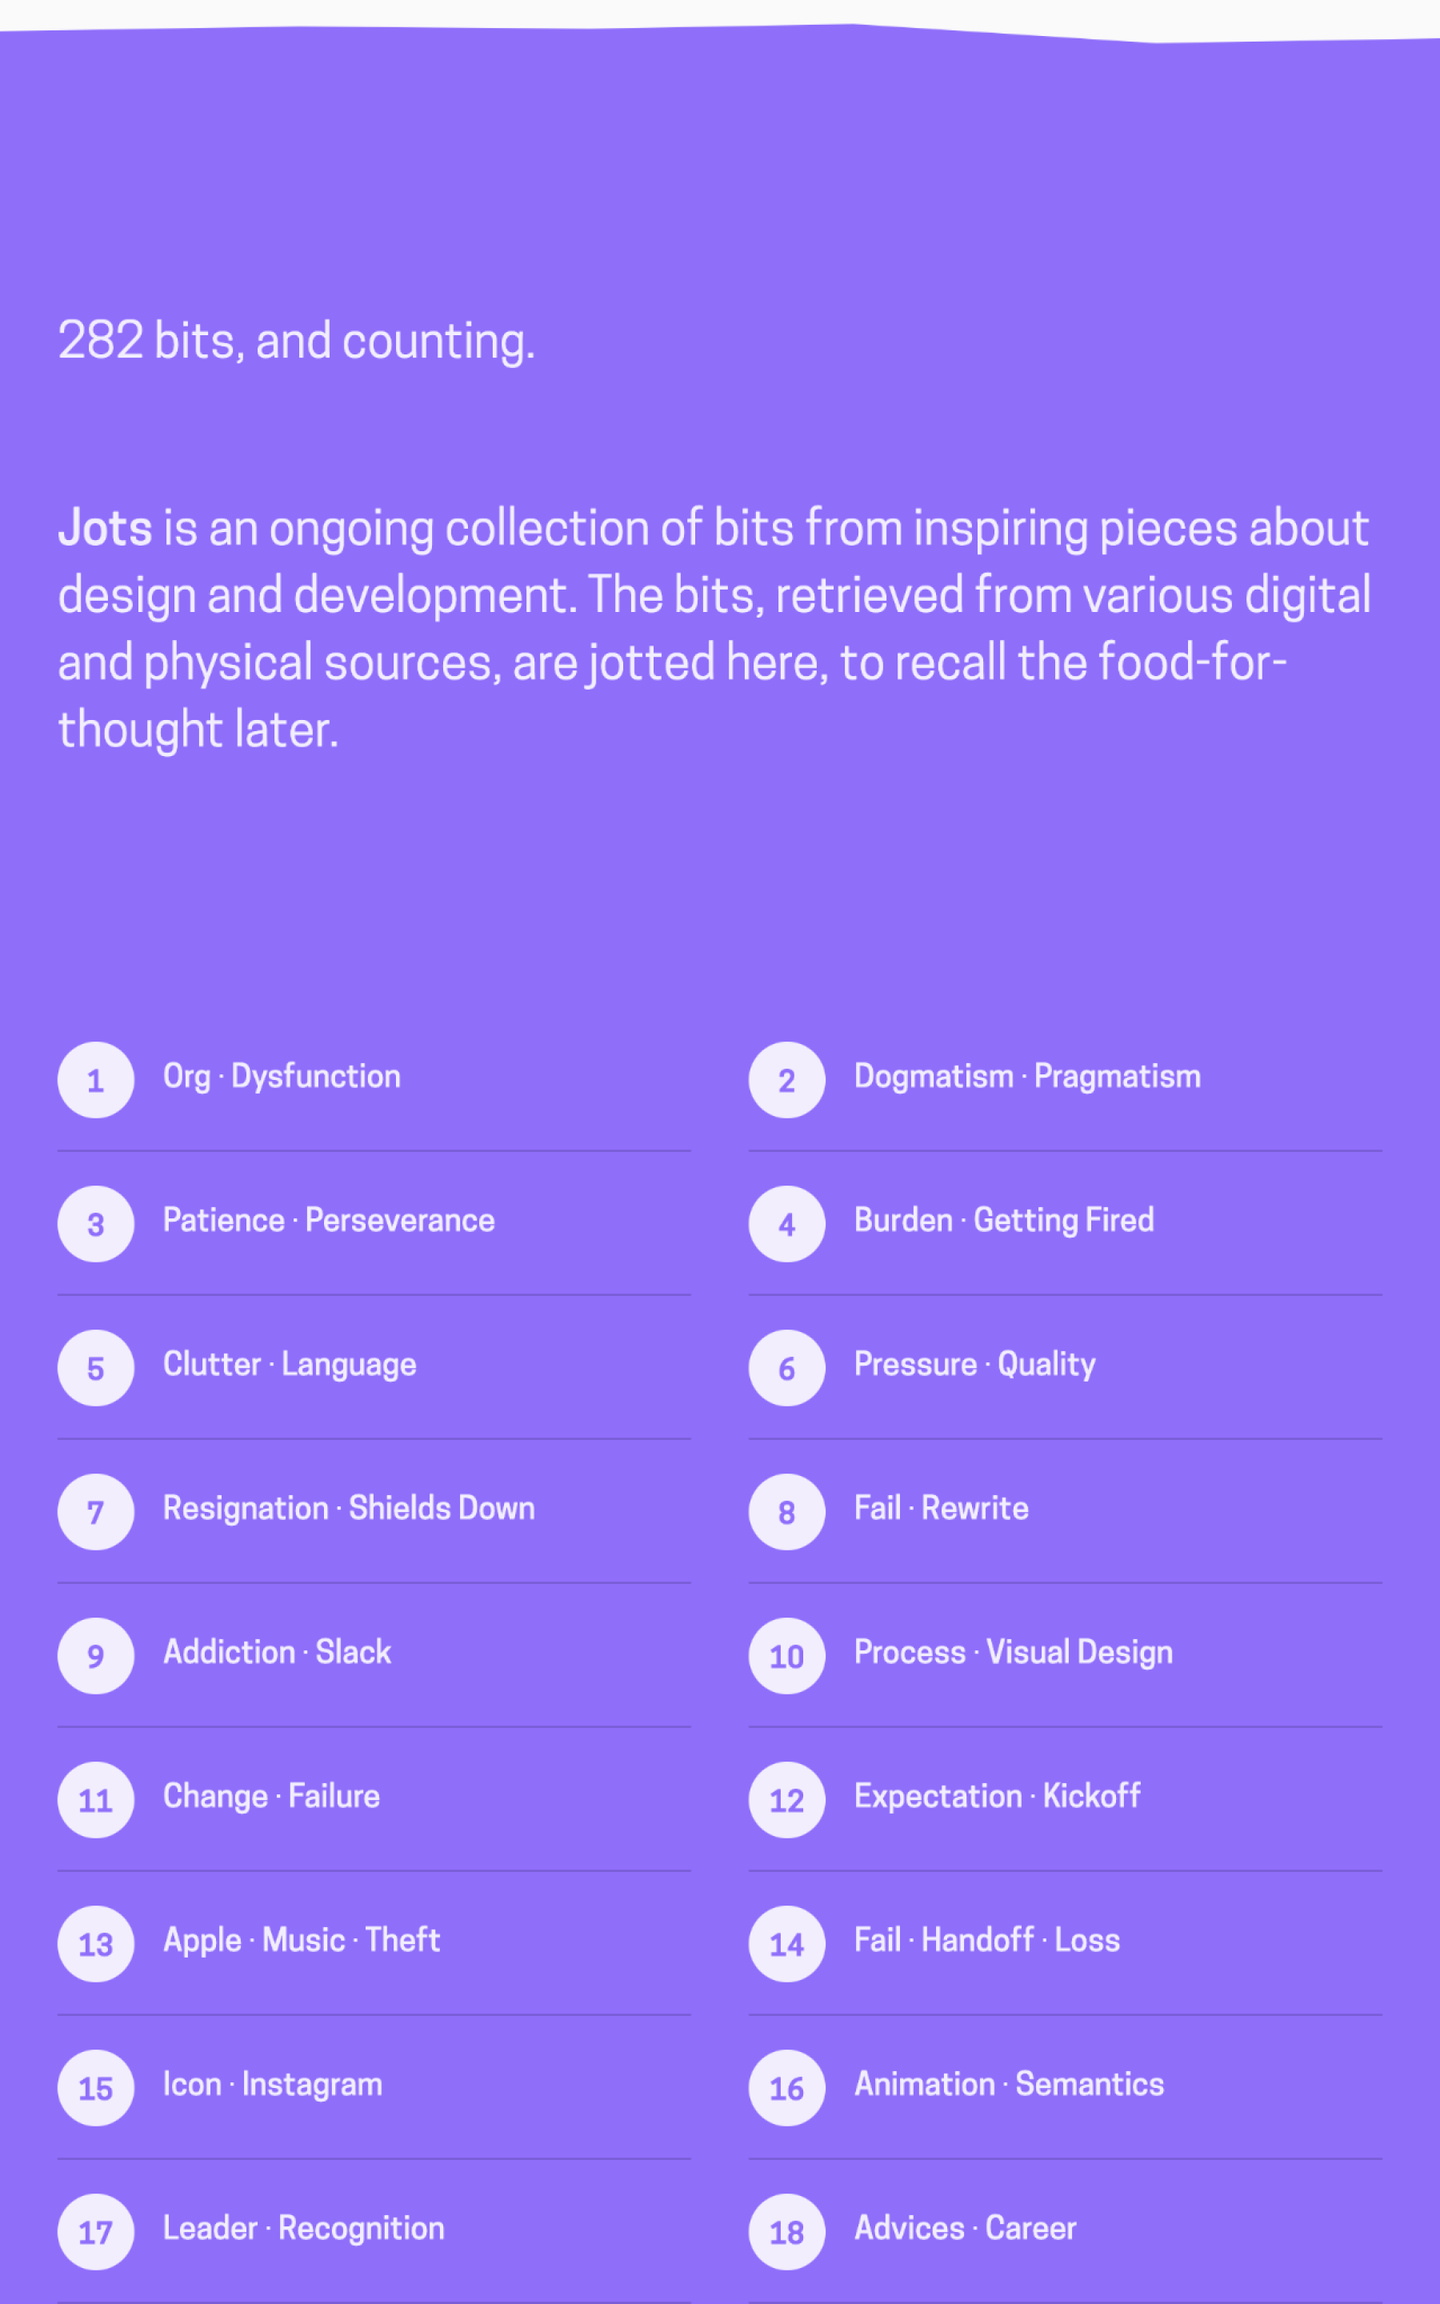 282 bits, and counting.
Jots is an ongoing collection of bits from inspiring pieces about
design and development. The bits, retrieved from various digital
and physical sources, are jotted here, to recall the food-for-
thought later.
1 Org · Dysfunction
2 Dogmatism · Pragmatism
3 Patience · Perseverance
4 Burden · Getting Fired
5 Clutter · Language
6 Pressure · Quality
7 Resignation · Shields Down
8 Fail · Rewrite
9 Addiction · Slack
10 Process · Visual Design
11 Change · Failure
12 Expectation · Kickoff
13 Apple · Music · Theft
14 Fail · Handoff · Loss
15 Icon · Instagram
16 Animation · Semantics
17 Leader · Recognition
18 Advices · Career